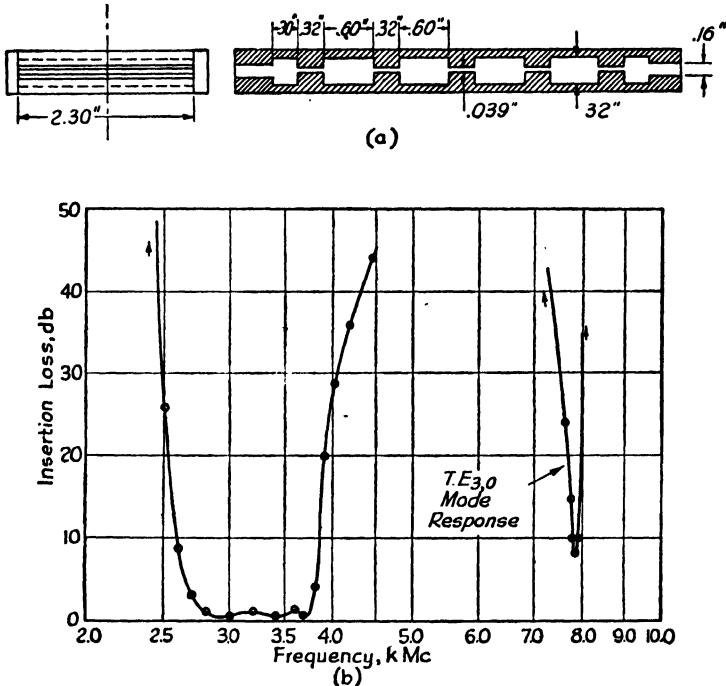 .30" .32" .60" .32" .60"
.16"
2.30"
.039"
.32"
(a)
50
40
30
20
10
0
Insertion Loss, db
T.E3,0
Mode
Response
2.0 2.5 3.0 3.5 4.0 5.0 6.0 7.0 8.0 9.0 10.0
Frequency, k Mc
(b)